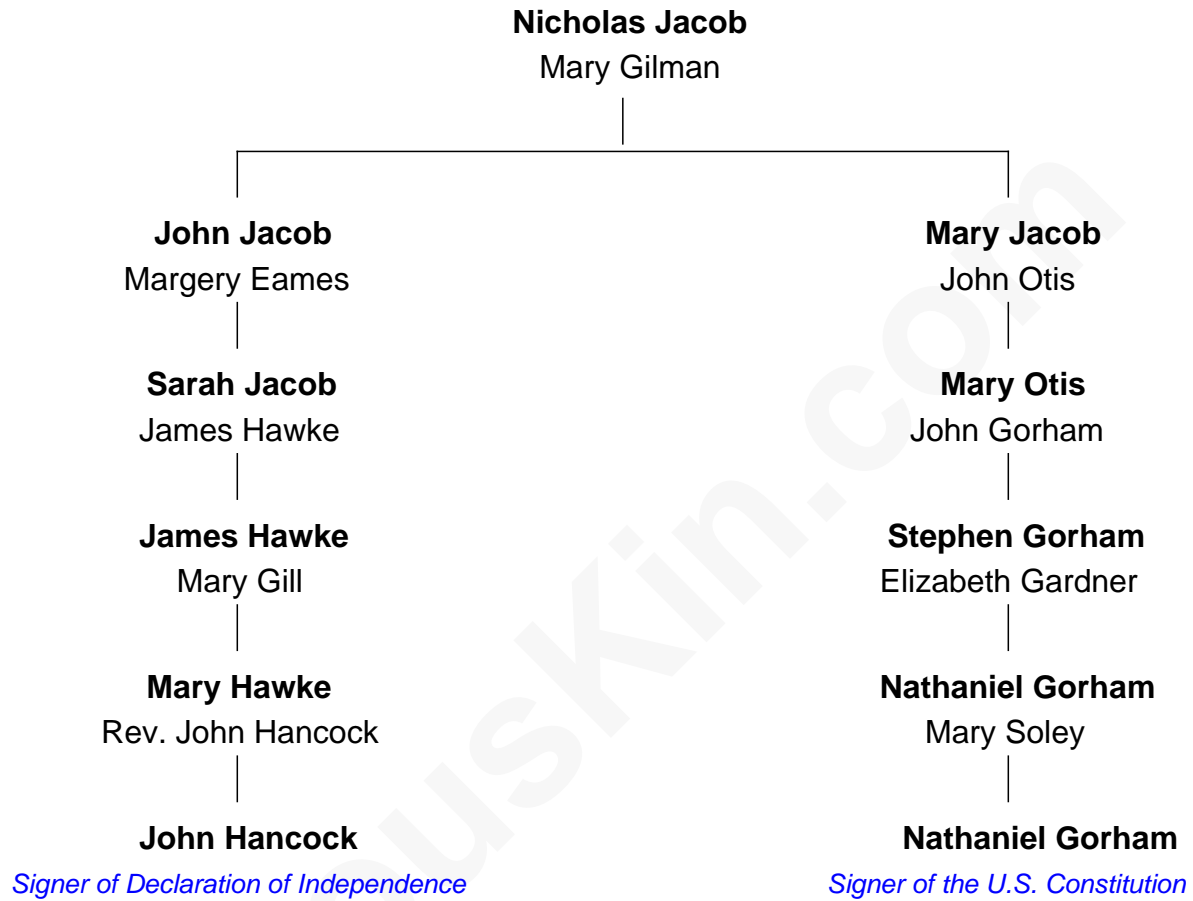 Nicholas Jacob
Mary Gilman
John Jacob
Margery Eames
Mary Jacob
John Otis
Sarah Jacob
James Hawke
Mary Otis
John Gorham
James Hawke
Mary Gill
Stephen Gorham
Elizabeth Gardner
Mary Hawke
Rev. John Hancock
Nathaniel Gorham
Mary Soley
John Hancock
Signer of Declaration of Independence
Nathaniel Gorham
Signer of the U.S. Constitution
ousKin.com